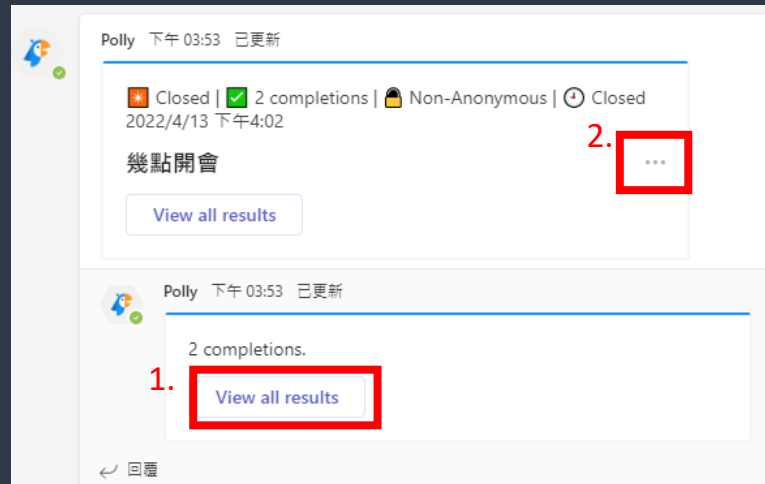 Polly 下午 03:53 已更新
Closed | 2 completions | Non-Anonymous | Closed
2022/4/13 下午4:02
2.
幾點開會
...
View all results
Polly 下午 03:53 已更新
2 completions.
1.
View all results
回覆